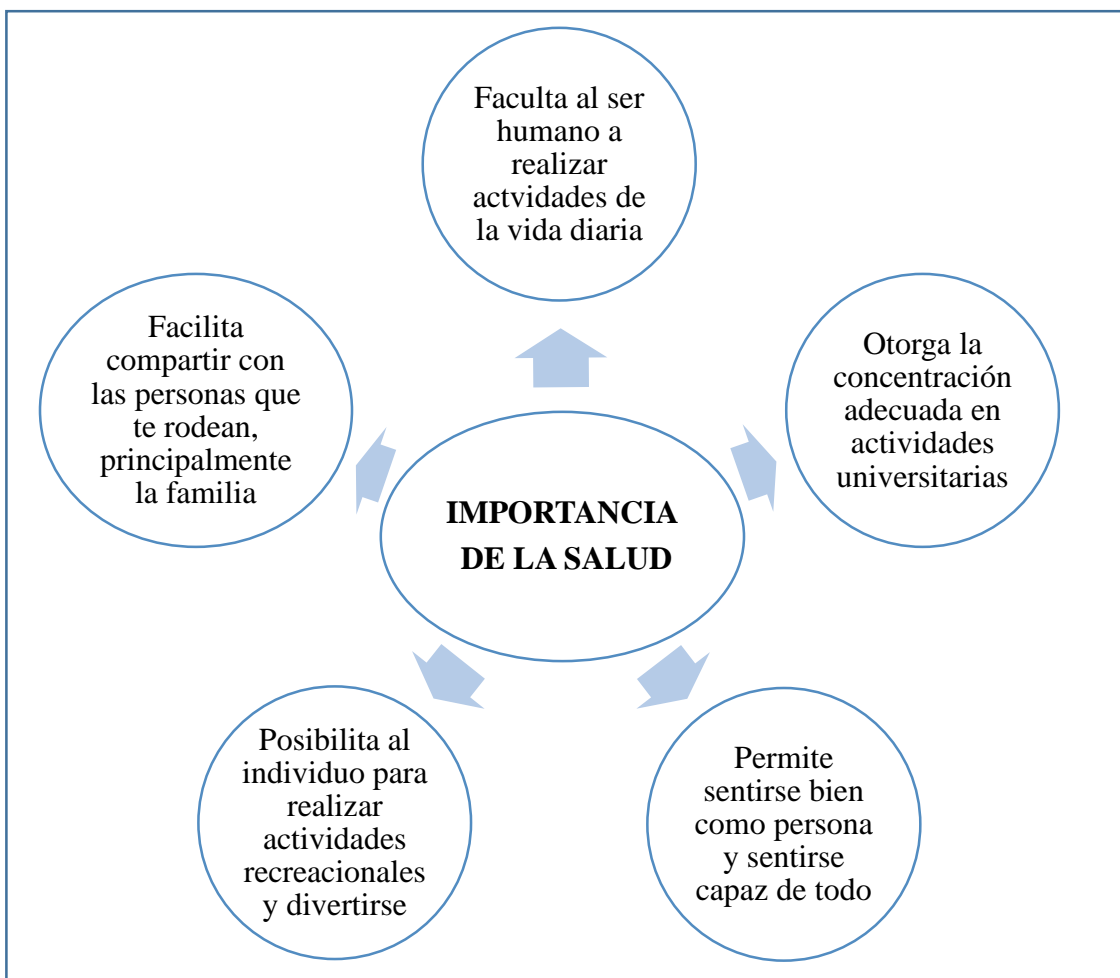 Faculta al ser
humano a
realizar
actvidades de
la vida diaria
Facilita
compartir con
las personas que
te rodean,
principalmente
la familia
Otorga la
concentración
adecuada en
actividades
universitarias
IMPORTANCIA
DE LA SALUD
Posibilita al
individuo para
realizar
actividades
recreacionales
y divertirse
Permite
sentirse bien
como persona
y sentirse
capaz de todo